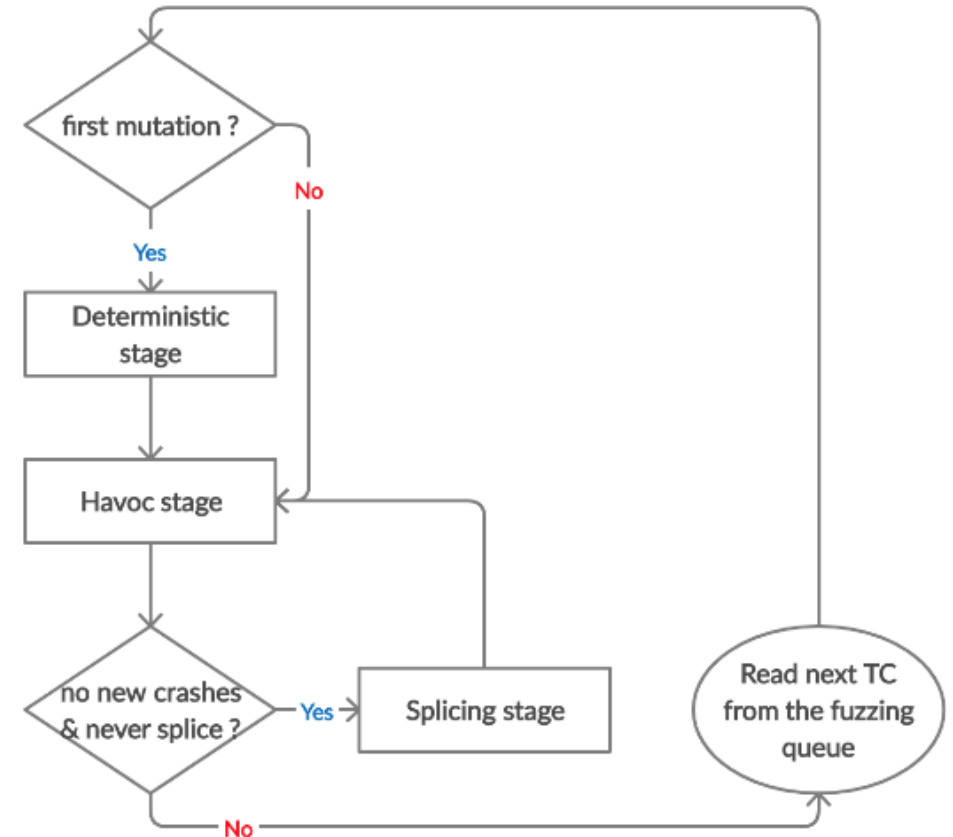 first mutation ?
No
Yes
Deterministic
stage
Havoc stage
no new crashes
& never splice ?
Yes
Splicing stage
Read next TC
from the fuzzing
queue
No